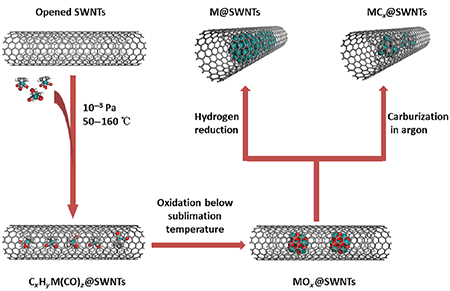 Opened SWNTs
M@SWNTs
MCₓ@SWNTs
10⁻³ Pa
50–160 ℃
Hydrogen
reduction
Carburization
in argon
Oxidation below
sublimation
temperature
CₓHᵧM(CO)𝓏@SWNTs
MOₓ@SWNTs